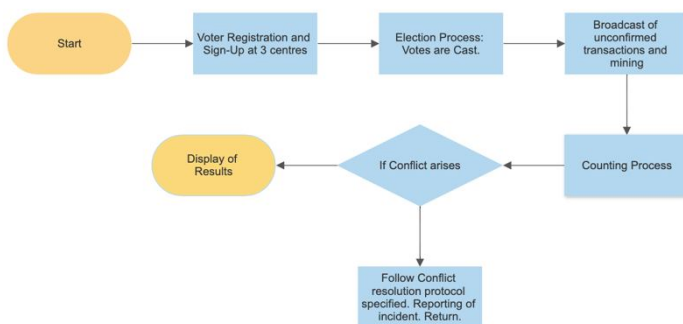 Start
Voter Registration and
Sign-Up at 3 centres
Election Process:
Votes are Cast.
Broadcast of
unconfirmed
transactions and
mining
Display of
Results
If Conflict arises
Counting Process
Follow Conflict
resolution protocol
specified. Reporting of
incident. Return.